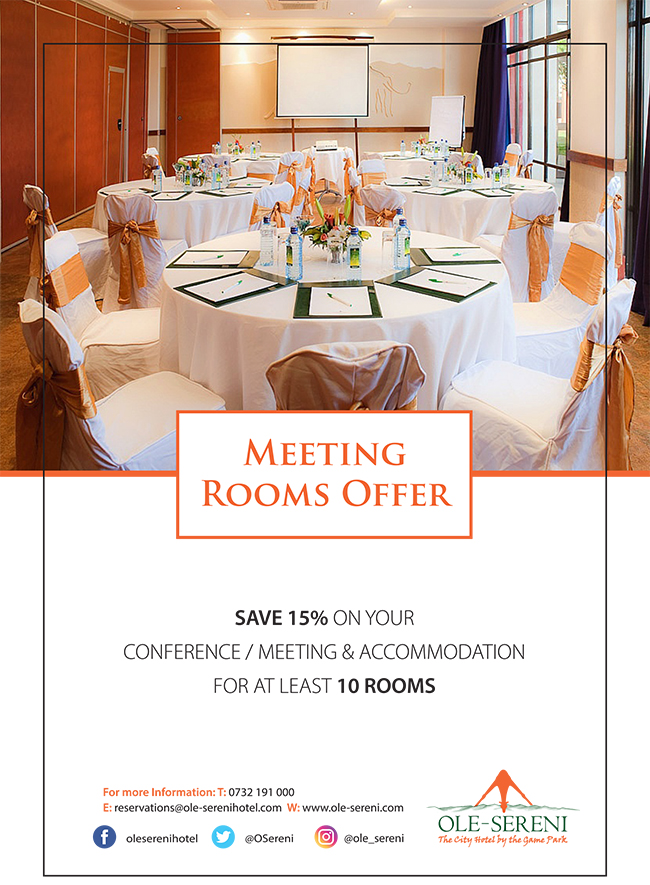 Meeting
Rooms Offer
SAVE 15% ON YOUR
CONFERENCE / MEETING & ACCOMMODATION
FOR AT LEAST 10 ROOMS
For more Information: T: 0732 191 000
E: reservations@ole-serenihotel.com W: www.ole-sereni.com
oleserenihotel @OSereni @ole_sereni
OLE-SERENI
The City Hotel by the Game Park